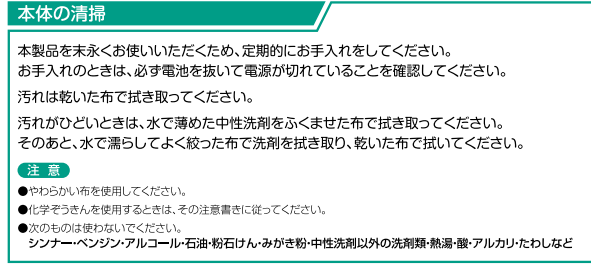 本体の清掃
本製品を末永くお使いいただくため、定期的にお手入れをしてください。
お手入れのときは、必ず電池を抜いて電源が切れていることを確認してください。
汚れは乾いた布で拭き取ってください。
汚れがひどいときは、水で薄めた中性洗剤をふくませた布で拭き取ってください。
そのあと、水で濡らしてよく絞った布で洗剤を拭き取り、乾いた布で拭いてください。
注 意
●やわらかい布を使用してください。
●化学ぞうきんを使用するときは、その注意書きに従ってください。
●次のものは使わないでください。
シンナー・ベンジン・アルコール・石油・粉石けん・みがき粉・中性洗剤以外の洗剤類・熱湯・酸・アルカリ・たわしなど